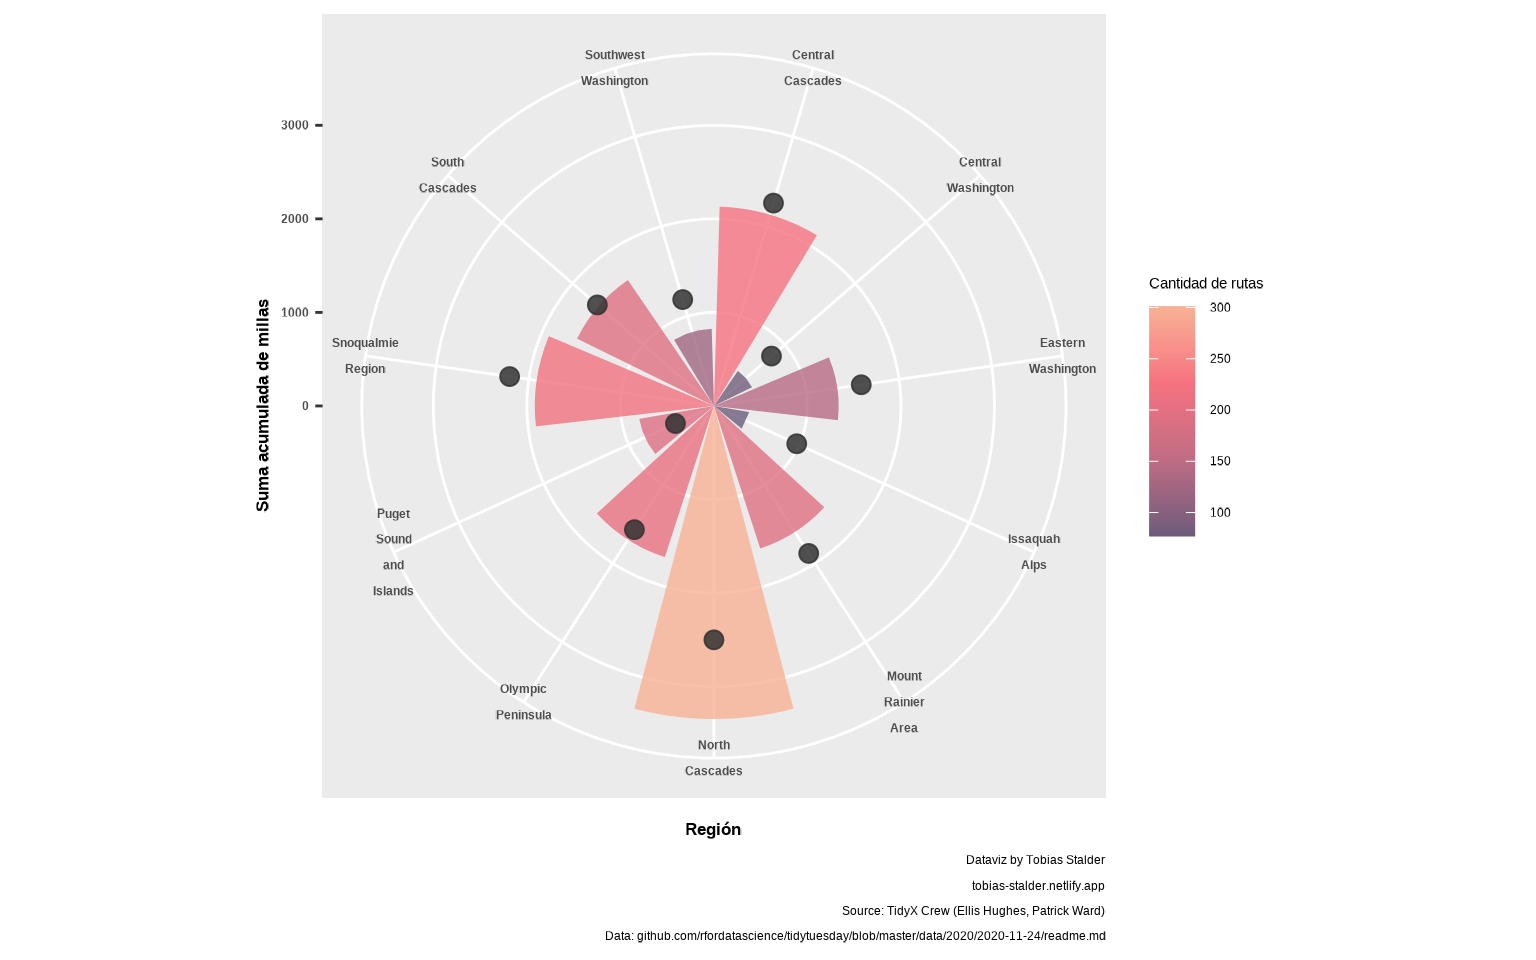 Southwest
Washington
Central
Cascades
3000
South
Cascades
Central
Washington
2000
1000
Snoqualmie
Region
Eastern
Washington
0
Suma acumulada de millas
Puget
Sound
and
Islands
Issaquah
Alps
Olympic
Peninsula
Mount
Rainier
Area
North
Cascades
Región
Cantidad de rutas
300
250
200
150
100
Dataviz by Tobias Stalder
tobias-stalder.netlify.app
Source: TidyX Crew (Ellis Hughes, Patrick Ward)
Data: github.com/rfordatascience/tidytuesday/blob/master/data/2020/2020-11-24/readme.md